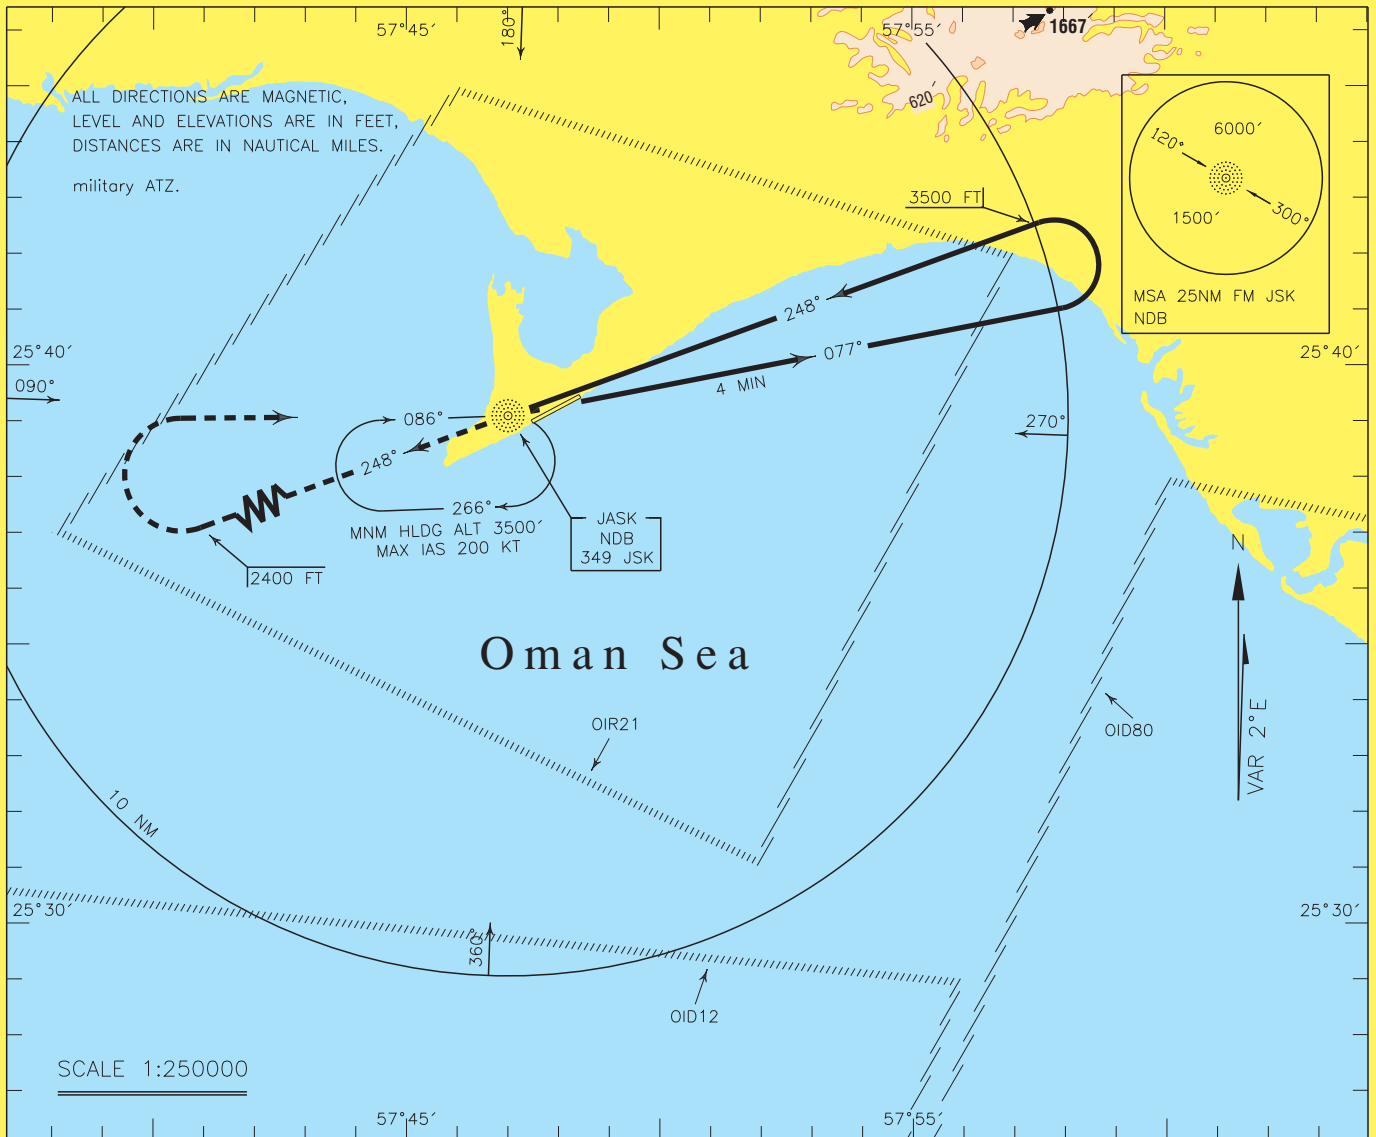 57°45′
180°
57°55′
1667′
620′
ALL DIRECTIONS ARE MAGNETIC,
LEVEL AND ELEVATIONS ARE IN FEET,
DISTANCES ARE IN NAUTICAL MILES.
military ATZ.
120°
6000′
1500′
300°
MSA 25NM FM JSK
NDB
3500 FT
248°
077°
4 MIN
25°40′
25°40′
090°
086°
248°
266°
270°
MNM HLDG ALT 3500′
MAX IAS 200 KT
JASK
NDB
349 JSK
2400 FT
N
VAR 2°E
Oman Sea
OIR21
OID80
10 NM
25°30′
25°30′
360°
OID12
SCALE 1:250000
57°45′
57°55′